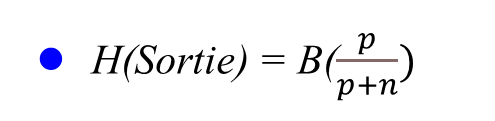 ● H(Sortie) = B(p/p+n)